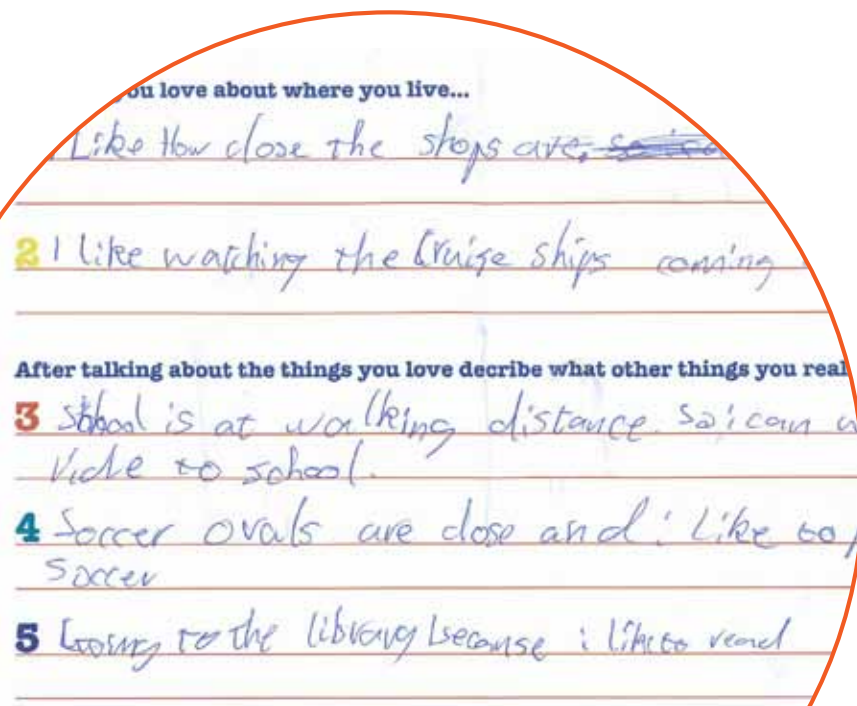 you love about where you live...
Like How close the shops are,
2 I like watching the Cruise ships comming
After talking about the things you love decribe what other things you real
3 School is at walking distance. So i can
ride to school.
4 Soccer ovals are close and i Like to
Soccer
5 Going to the library because i like to read